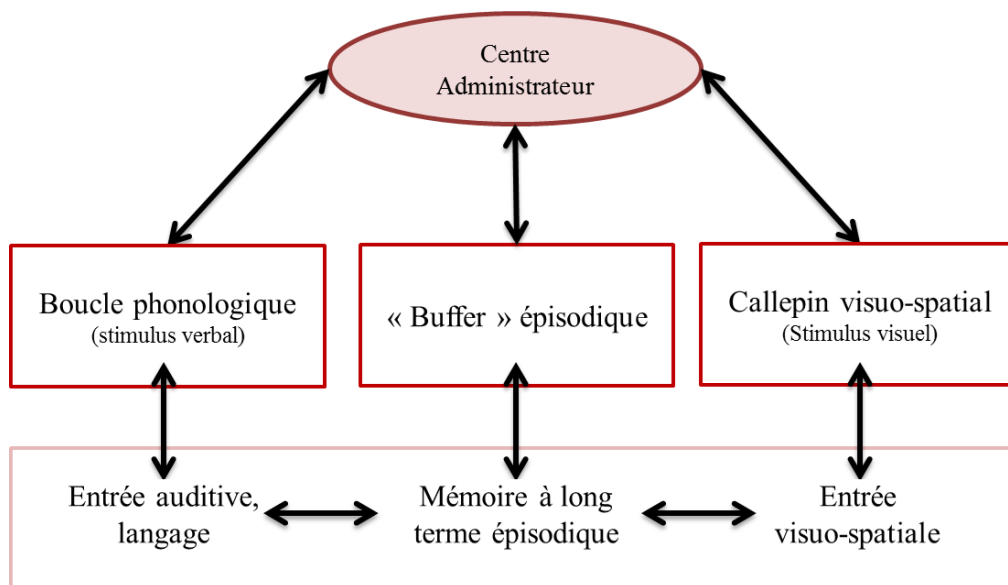 Centre
Administrateur
Boucle phonologique
(stimulus verbal)
« Buffer » épisodique
Callepin visuo-spatial
(Stimulus visuel)
Entrée auditive,
langage
Mémoire à long
terme épisodique
Entrée
visuo-spatiale